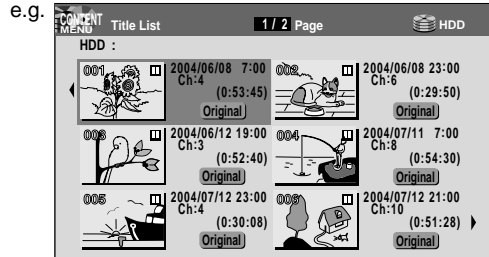 e.g.
CONTENT MENU Title List 1 / 2 Page HDD
HDD :
001 2004/06/08 7:00
Ch:4
(0:53:45)
Original
002 2004/06/08 23:00
Ch:6
(0:29:50)
Original
003 2004/06/12 19:00
Ch:3
(0:52:40)
Original
004 2004/07/11 7:00
Ch:8
(0:54:30)
Original
005 2004/07/12 23:00
Ch:4
(0:30:08)
Original
006 2004/07/12 21:00
Ch:10
(0:51:28)
Original